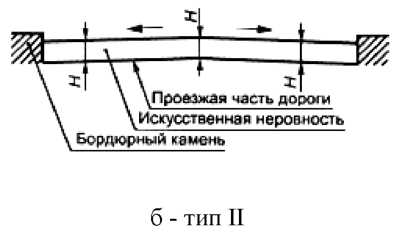 H
H
H
Проезжая часть дороги
Искусственная неровность
Бордюрный камень
б - тип II